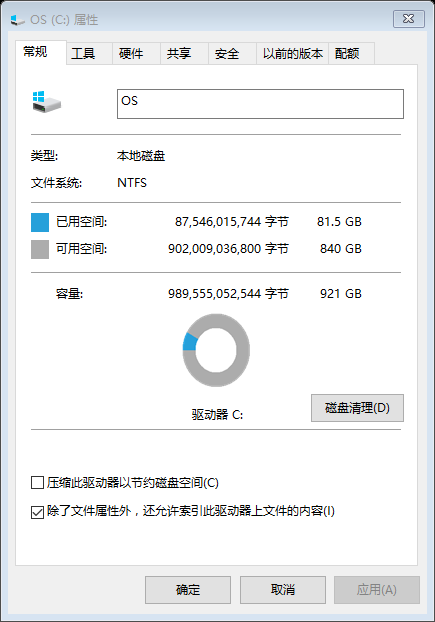 OS (C:) 属性
常规 工具 硬件 共享 安全 以前的版本 配额
OS
类型: 本地磁盘
文件系统: NTFS
已用空间: 87,546,015,744 字节 81.5 GB
可用空间: 902,009,036,800 字节 840 GB
容量: 989,555,052,544 字节 921 GB
驱动器 C:
磁盘清理(D)
压缩此驱动器以节约磁盘空间(C)
除了文件属性外，还允许索引此驱动器上文件的内容(I)
确定 取消 应用(A)